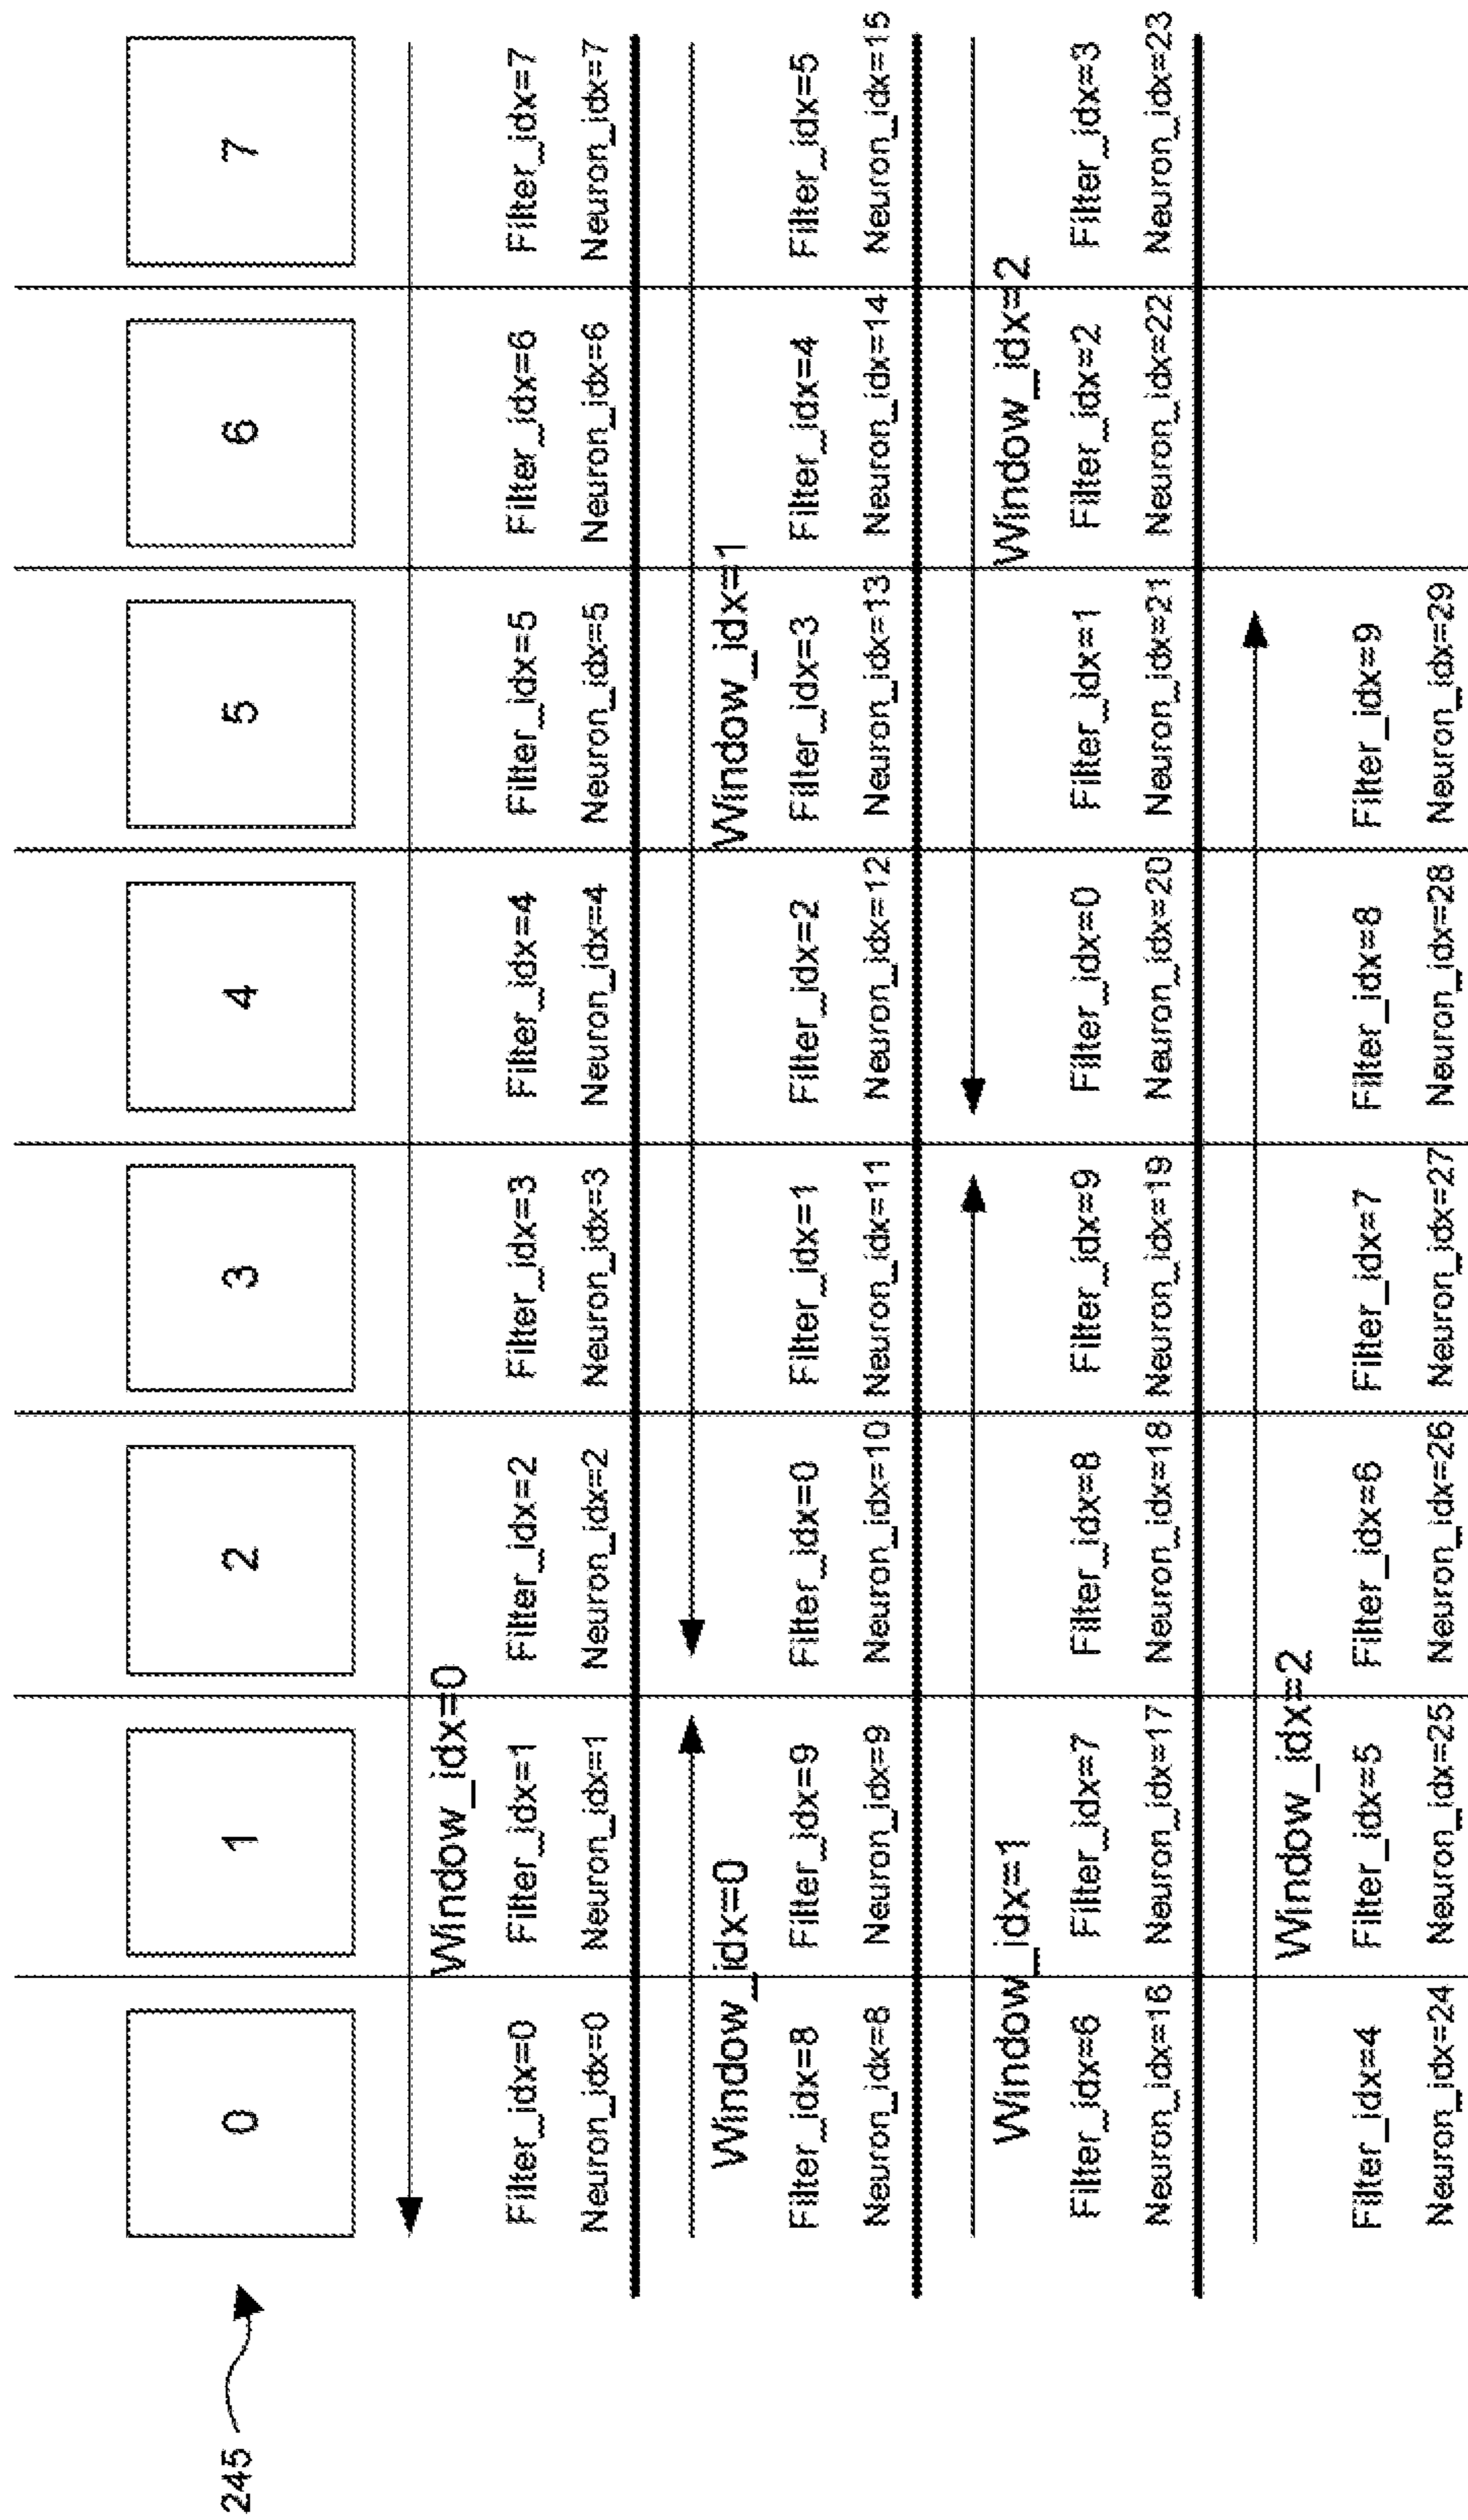 245
0 1 2 3 4 5 6 7
Window_idx=0
Filter_idx=0 Filter_idx=1 Filter_idx=2 Filter_idx=3 Filter_idx=4 Filter_idx=5 Filter_idx=6 Filter_idx=7
Neuron_idx=0 Neuron_idx=1 Neuron_idx=2 Neuron_idx=3 Neuron_idx=4 Neuron_idx=5 Neuron_idx=6 Neuron_idx=7
Window_idx=0 Window_idx=1
Filter_idx=8 Filter_idx=9 Filter_idx=0 Filter_idx=1 Filter_idx=2 Filter_idx=3 Filter_idx=4 Filter_idx=5
Neuron_idx=8 Neuron_idx=9 Neuron_idx=10 Neuron_idx=11 Neuron_idx=12 Neuron_idx=13 Neuron_idx=14 Neuron_idx=15
Window_idx=1 Window_idx=2
Filter_idx=6 Filter_idx=7 Filter_idx=8 Filter_idx=9 Filter_idx=0 Filter_idx=1 Filter_idx=2 Filter_idx=3
Neuron_idx=16 Neuron_idx=17 Neuron_idx=18 Neuron_idx=19 Neuron_idx=20 Neuron_idx=21 Neuron_idx=22 Neuron_idx=23
Window_idx=2
Filter_idx=4 Filter_idx=5 Filter_idx=6 Filter_idx=7 Filter_idx=8 Filter_idx=9
Neuron_idx=24 Neuron_idx=25 Neuron_idx=26 Neuron_idx=27 Neuron_idx=28 Neuron_idx=29